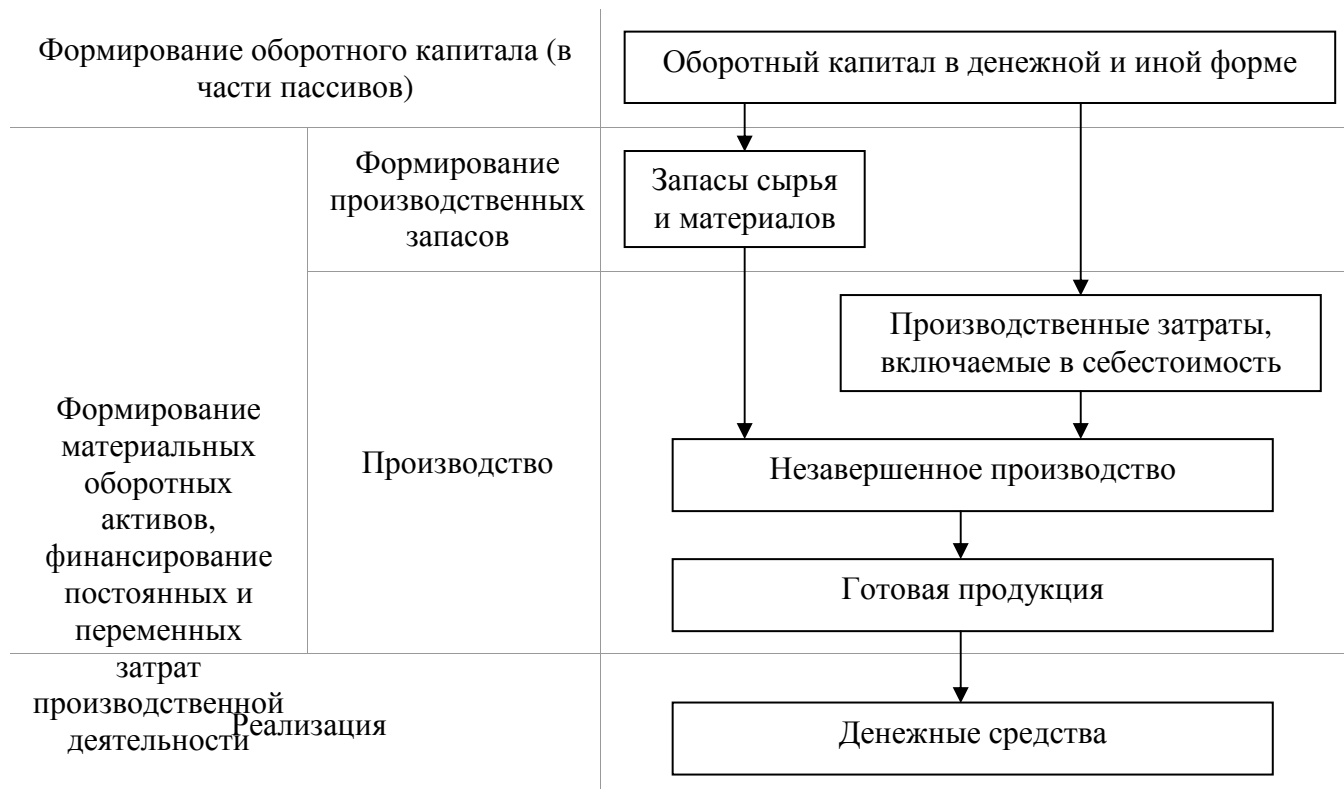 Формирование оборотного капитала (в
части пассивов)
Оборотный капитал в денежной и иной форме
Формирование
производственных
запасов
Запасы сырья
и материалов
Производственные затраты,
включаемые в себестоимость
Формирование
материальных
оборотных
активов,
финансирование
постоянных и
переменных
затрат
производственной
деятельности
Производство
Незавершенное производство
Готовая продукция
Реализация
Денежные средства